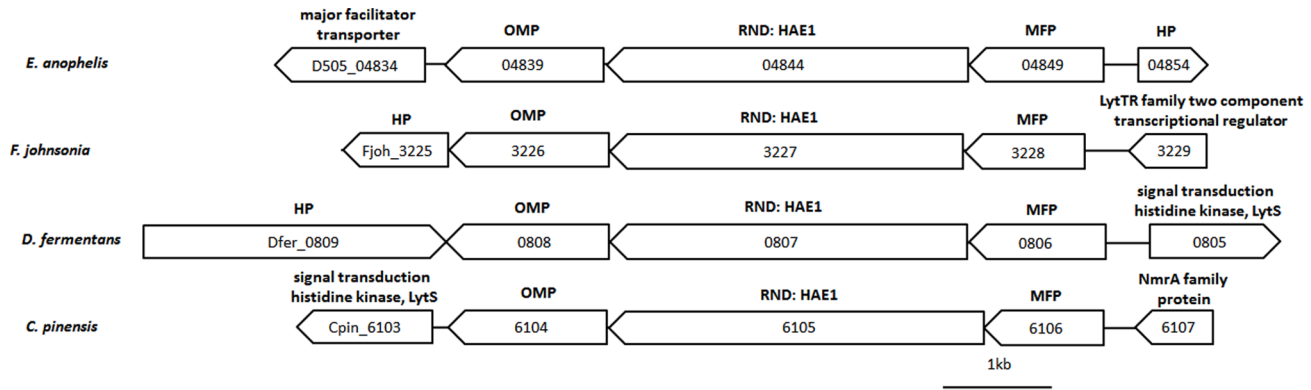 major facilitator
transporter
OMP
RND: HAE1
MFP
HP
E. anophelis
D505_04834
04839
04844
04849
04854
HP
OMP
RND: HAE1
MFP
LytTR family two component
transcriptional regulator
F. johnsonia
Fjoh_3225
3226
3227
3228
3229
HP
OMP
RND: HAE1
MFP
signal transduction
histidine kinase, LytS
D. fermentans
Dfer_0809
0808
0807
0806
0805
signal transduction
histidine kinase, LytS
OMP
RND: HAE1
MFP
NmrA family
protein
C. pinensis
Cpin_6103
6104
6105
6106
6107
1kb